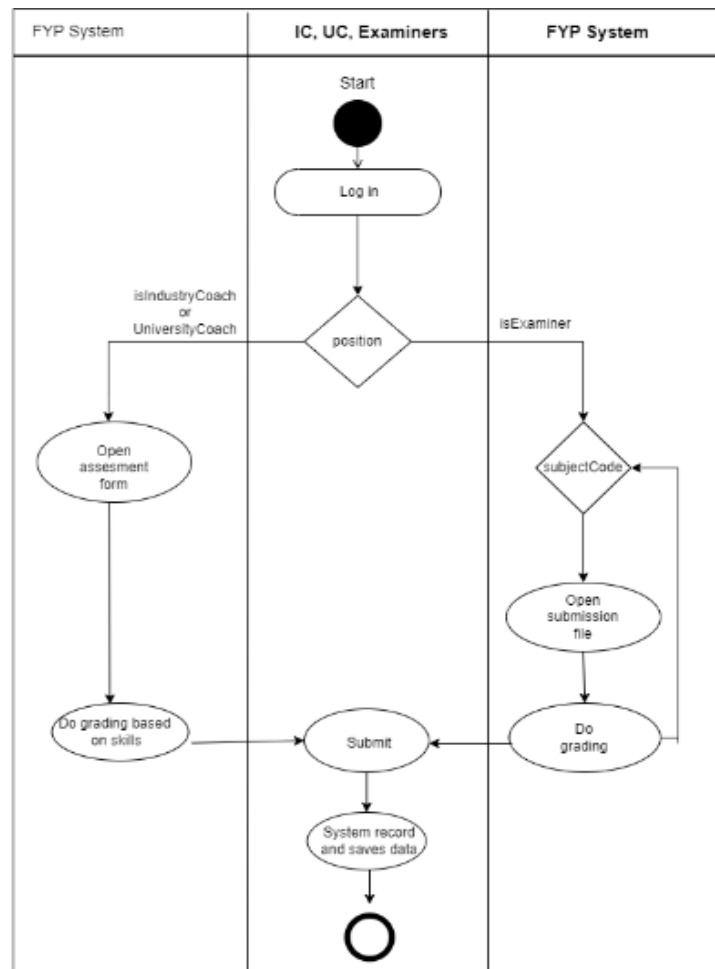 FYP System
IC, UC, Examiners
FYP System
Start
Log in
isIndustryCoach
or
UniversityCoach
position
isExaminer
Open
assesment
form
subjectCode
Open
submission
file
Do grading based
on skills
Submit
Do
grading
System record
and saves data